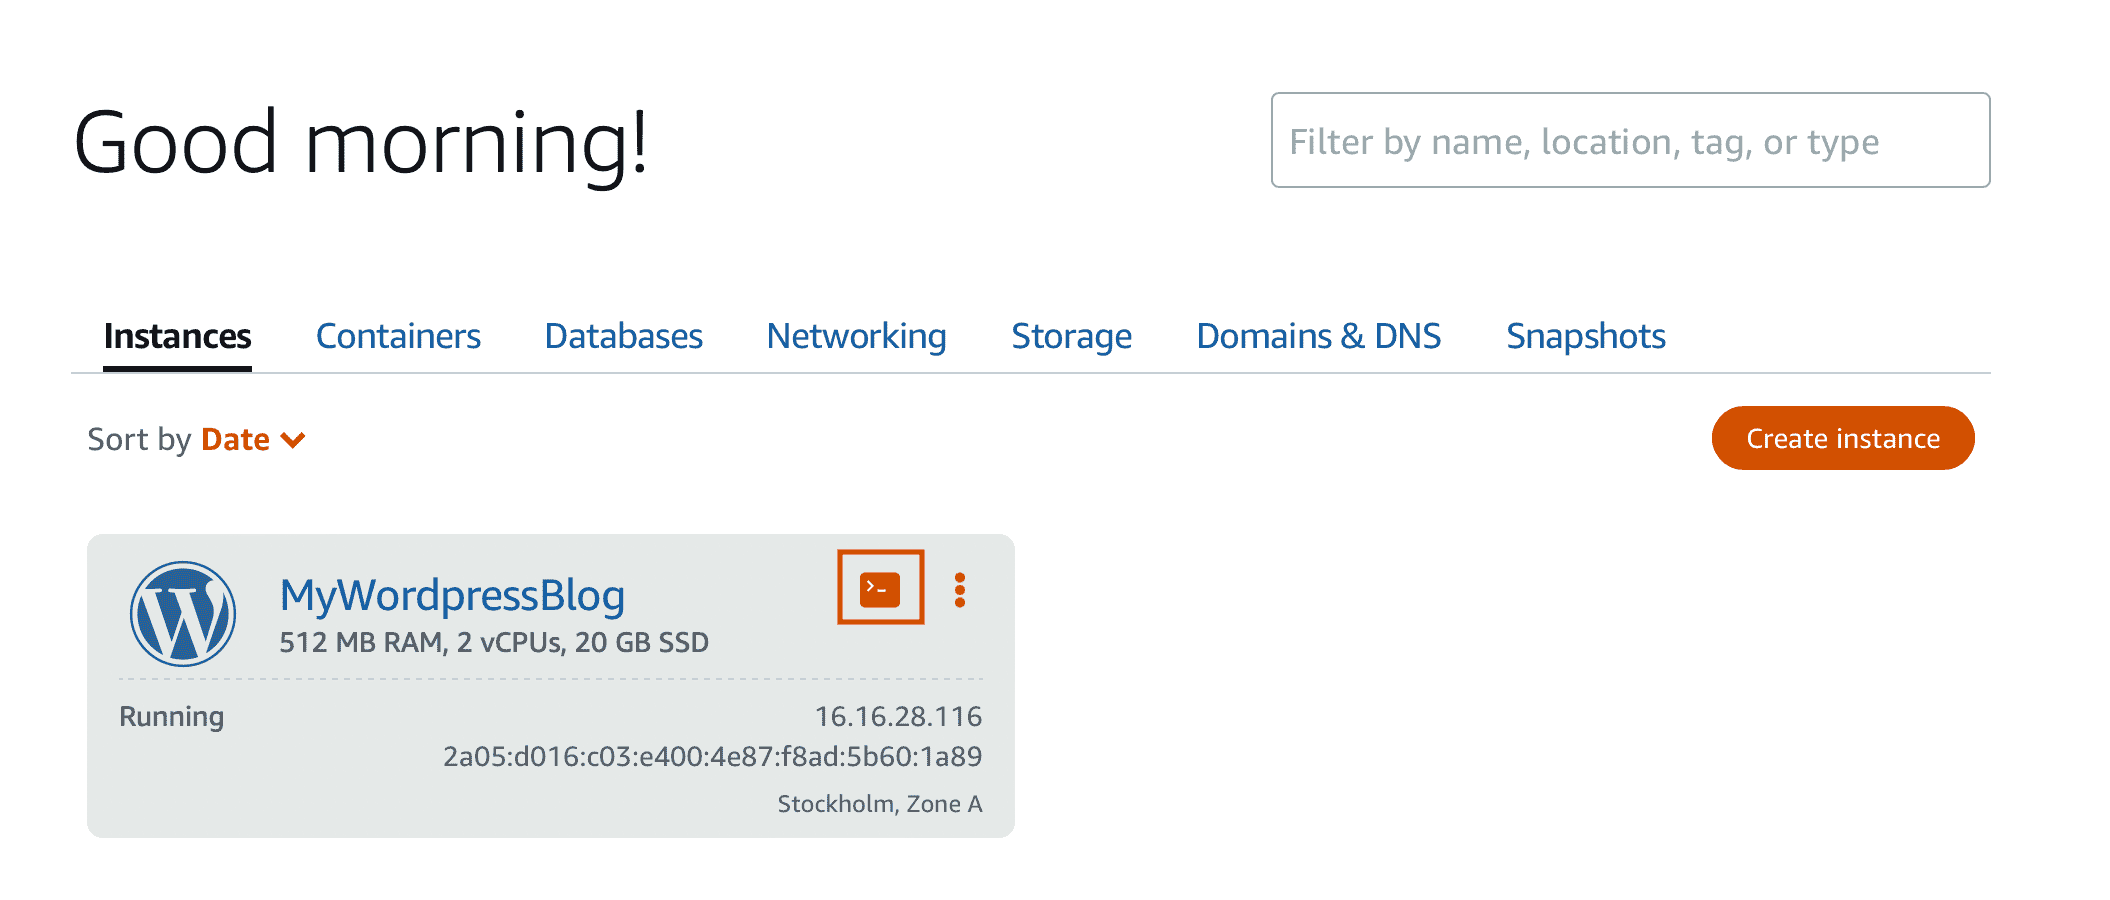 Good morning!
Filter by name, location, tag, or type
Instances Containers Databases Networking Storage Domains & DNS Snapshots
Sort by Date
Create instance
MyWordpressBlog
512 MB RAM, 2 vCPUs, 20 GB SSD
Running
16.16.28.116
2a05:d016:c03:e400:4e87:f8ad:5b60:1a89
Stockholm, Zone A